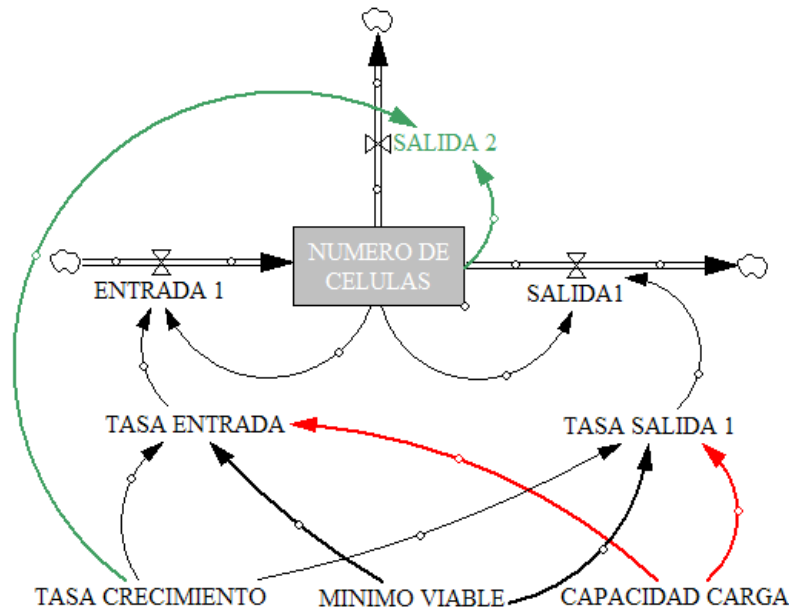 SALIDA 2
NUMERO DE
CELULAS
ENTRADA 1
SALIDA1
TASA ENTRADA
TASA SALIDA 1
TASA CRECIMIENTO
MINIMO VIABLE
CAPACIDAD CARGA